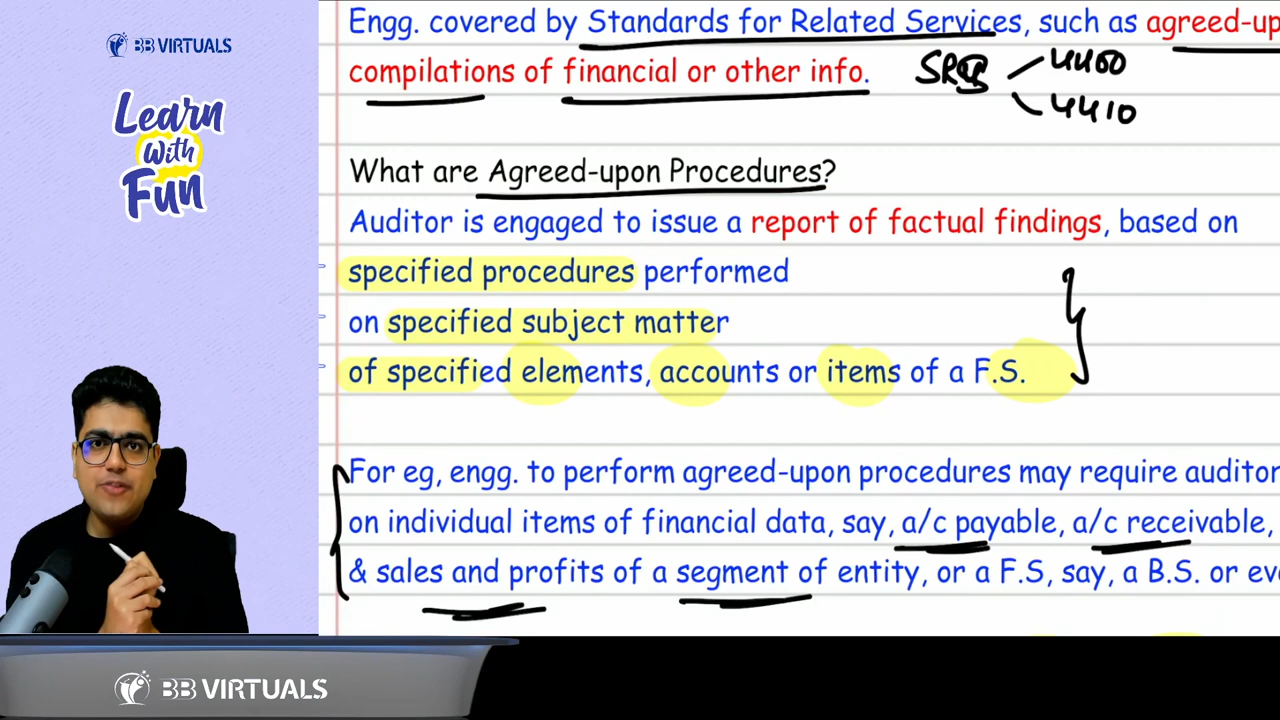 BB VIRTUALS
Learn
With
Fun
Engg. covered by Standards for Related Services, such as agreed-up
compilations of financial or other info.
4400
4410
What are Agreed-upon Procedures?
Auditor is engaged to issue a report of factual findings, based on
specified procedures performed
on specified subject matter
of specified elements, accounts or items of a F.S.
For eg, engg. to perform agreed-upon procedures may require auditor
on individual items of financial data, say, a/c payable, a/c receivable,
& sales and profits of a segment of entity, or a F.S, say, a B.S. or eve
BB VIRTUALS